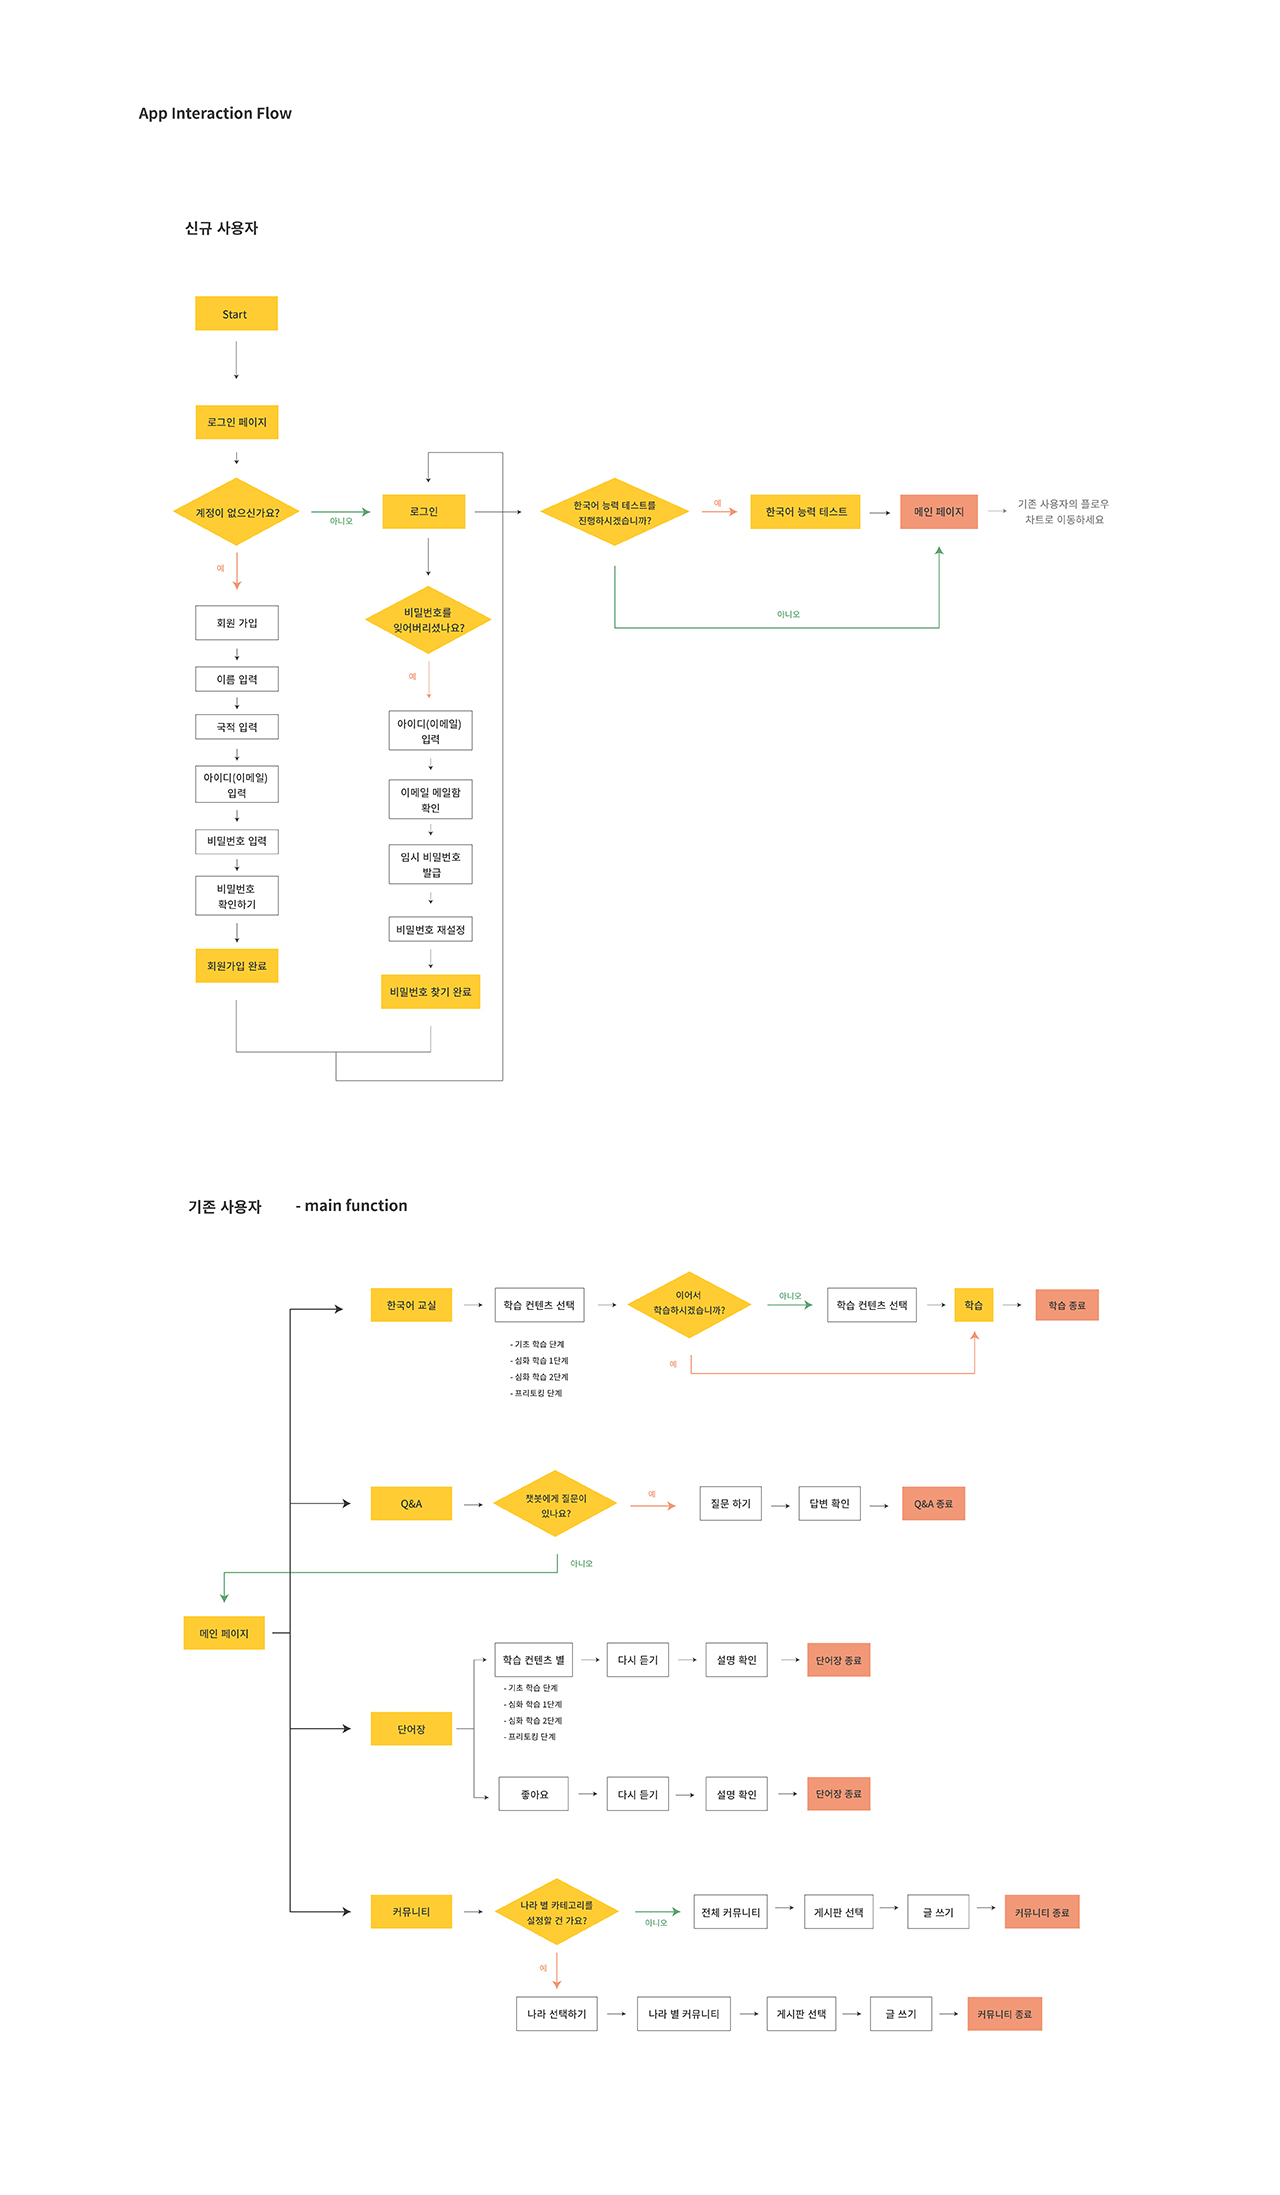 App Interaction Flow
신규 사용자
Start
로그인 페이지
계정이 없으신가요?
아니오
예
회원 가입
이름 입력
국적 입력
아이디(이메일)
입력
비밀번호 입력
비밀번호
확인하기
회원가입 완료
로그인
비밀번호를
잊어버리셨나요?
예
아이디(이메일)
입력
이메일 메일함
확인
임시 비밀번호
발급
비밀번호 재설정
비밀번호 찾기 완료
한국어 능력 테스트를
진행하시겠습니까?
예
한국어 능력 테스트
메인 페이지
기존 사용자의 플로우
차트로 이동하세요
아니오
기존 사용자 - main function
메인 페이지
한국어 교실
학습 컨텐츠 선택
- 기초 학습 단계
- 심화 학습 1단계
- 심화 학습 2단계
- 프리토킹 단계
이어서
학습하시겠습니까?
아니오
학습 컨텐츠 선택
학습
학습 종료
예
Q&A
챗봇에게 질문이
있나요?
예
질문 하기
답변 확인
Q&A 종료
아니오
단어장
학습 컨텐츠 별
- 기초 학습 단계
- 심화 학습 1단계
- 심화 학습 2단계
- 프리토킹 단계
다시 듣기
설명 확인
단어장 종료
좋아요
다시 듣기
설명 확인
단어장 종료
커뮤니티
나라 별 카테고리를
설정할 건 가요?
아니오
전체 커뮤니티
게시판 선택
글 쓰기
커뮤니티 종료
예
나라 선택하기
나라 별 커뮤니티
게시판 선택
글 쓰기
커뮤니티 종료